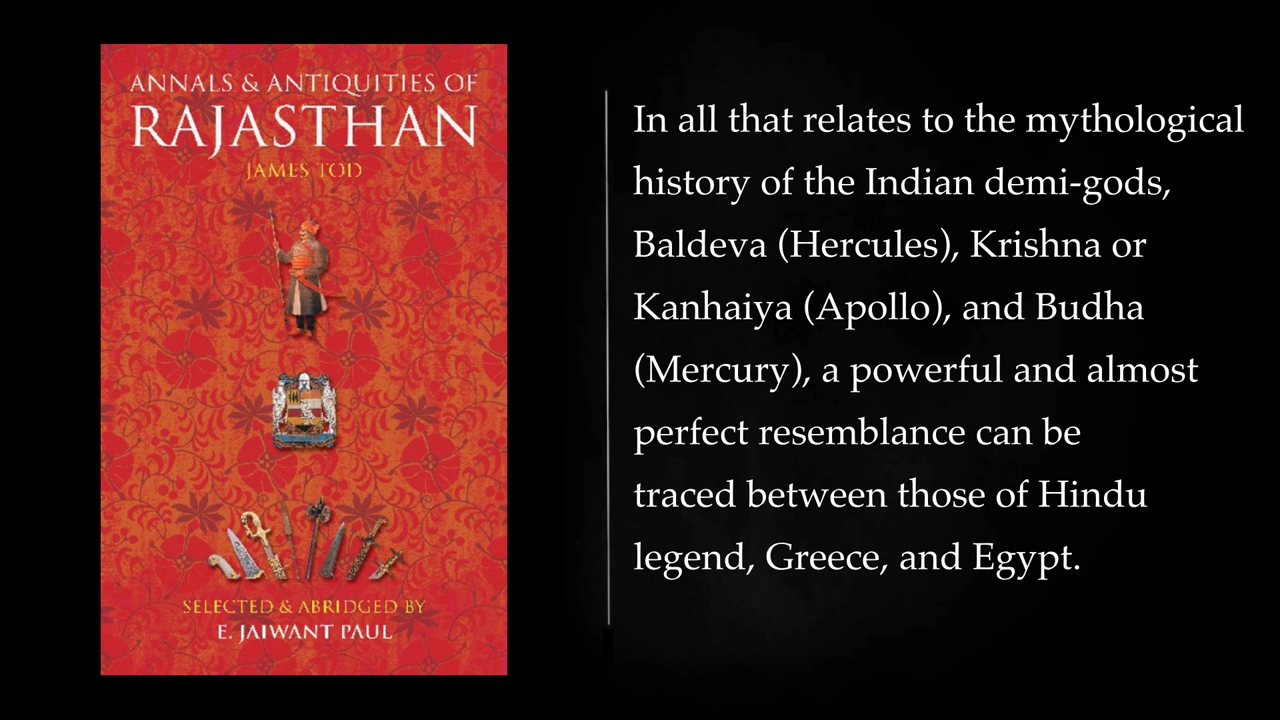 ANNALS & ANTIQUITIES OF
RAJASTHAN
JAMES TOD
SELECTED & ABRIDGED BY
E. JAIWANT PAUL
In all that relates to the mythological
history of the Indian demi-gods,
Baldeva (Hercules), Krishna or
Kanhaiya (Apollo), and Budha
(Mercury), a powerful and almost
perfect resemblance can be
traced between those of Hindu
legend, Greece, and Egypt.